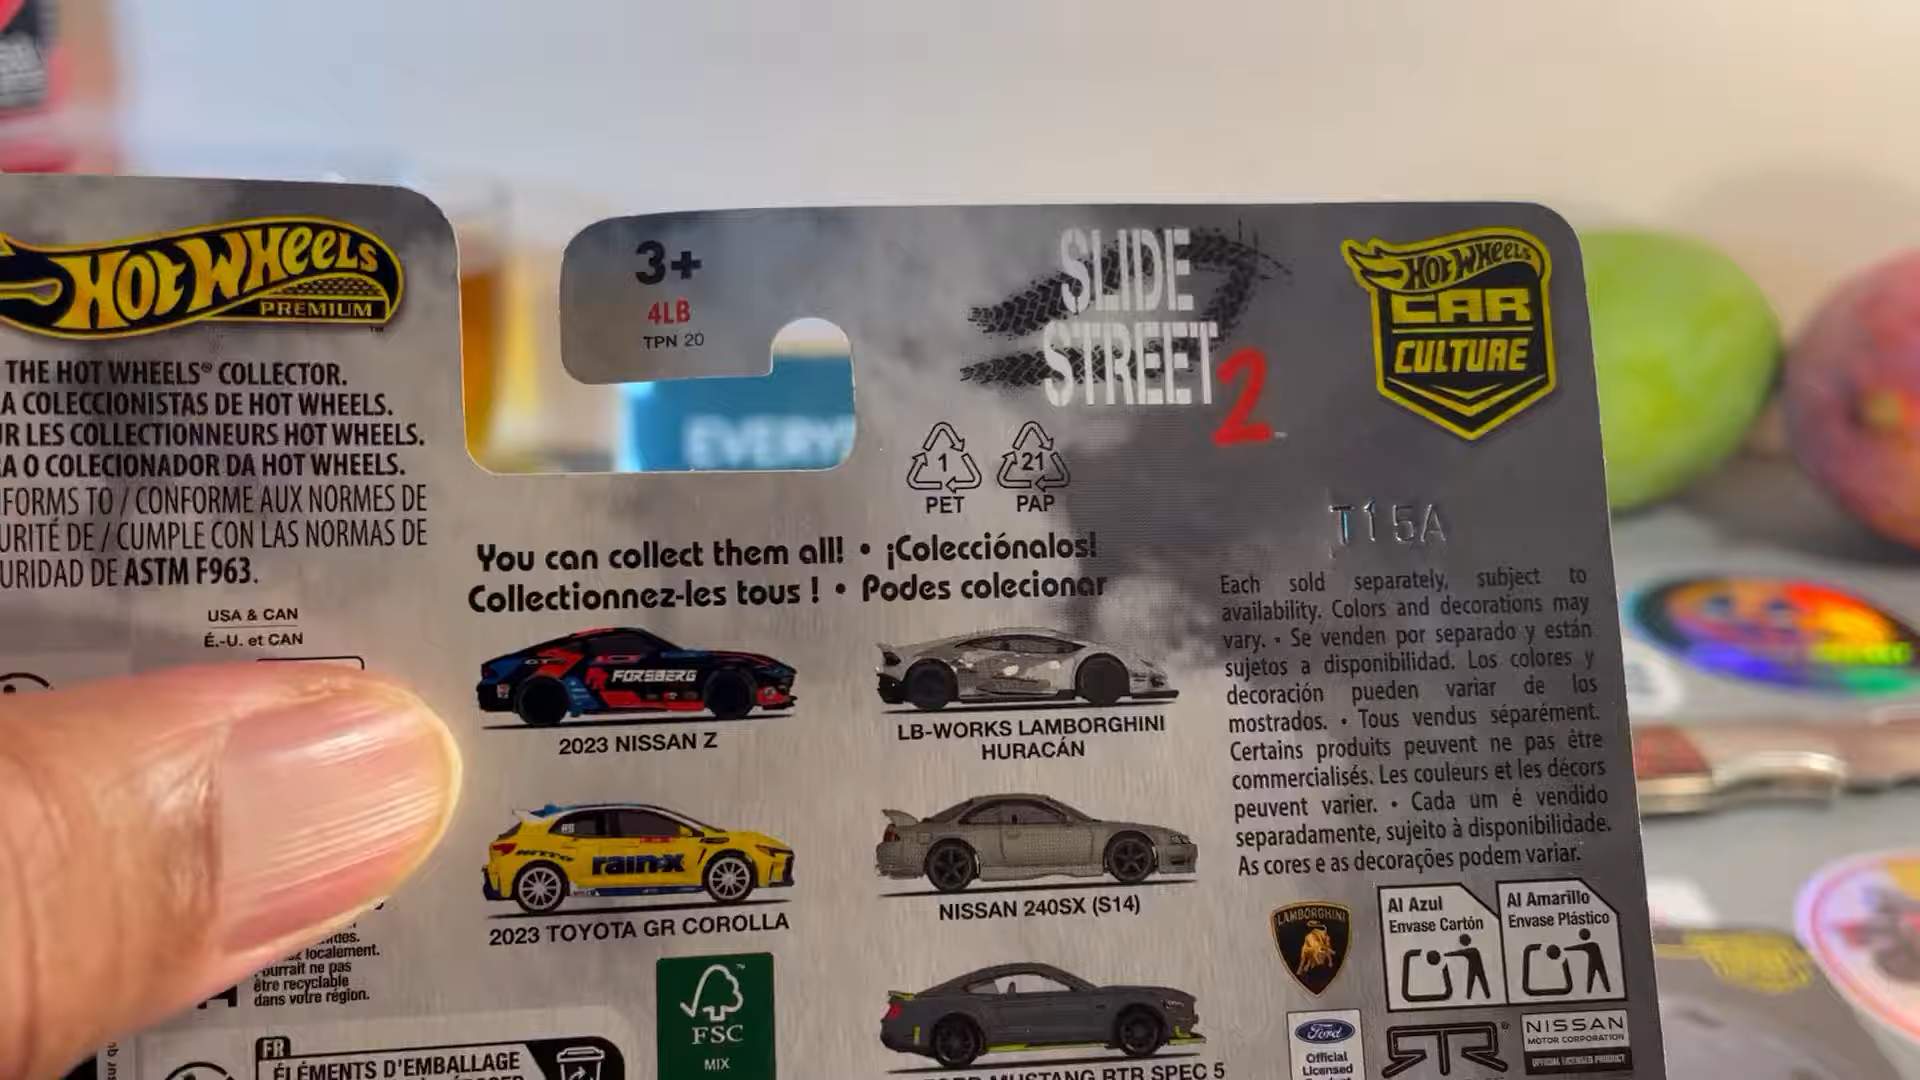 HOT WHEELS
PREMIUM
THE HOT WHEELS® COLLECTOR.
A COLECCIONISTAS DE HOT WHEELS.
R LES COLLECTIONNEURS HOT WHEELS.
A O COLECIONADOR DA HOT WHEELS.
FORMS TO / CONFORME AUX NORMES DE
URITÉ DE / CUMPLE CON LAS NORMAS DE
URIDAD DE ASTM F963.
USA & CAN
É.-U. et CAN
3+
4LB
TPN 20
EVERY
SLIDE
STREET 2
HOT WHEELS
CAR
CULTURE
1
PET
21
PAP
T15A
You can collect them all! • ¡Colecciónalos!
Collectionnez-les tous ! • Podes colecionar
FORSBERG
2023 NISSAN Z
LB-WORKS LAMBORGHINI
HURACÁN
NITTO
rain-x
2023 TOYOTA GR COROLLA
NISSAN 240SX (S14)
MUSTANG RTR SPEC 5
Each sold separately, subject to
availability. Colors and decorations may
vary. • Se venden por separado y están
sujetos a disponibilidad. Los colores y
decoración pueden variar de los
mostrados. • Tous vendus séparément.
Certains produits peuvent ne pas être
commercialisés. Les couleurs et les décors
peuvent varier. • Cada um é vendido
separadamente, sujeito à disponibilidade.
As cores e as decorações podem variar.
LAMBORGHINI
Al Azul
Envase Cartón
Al Amarillo
Envase Plástico
Ford
Official
Licensed
RTR®
NISSAN
MOTOR CORPORATION
OFFICIAL LICENSED PRODUCT
localement.
ourrait ne pas
être recyclable
dans votre région.
FSC
MIX
FR
ÉLÉMENTS D'EMBALLAGE